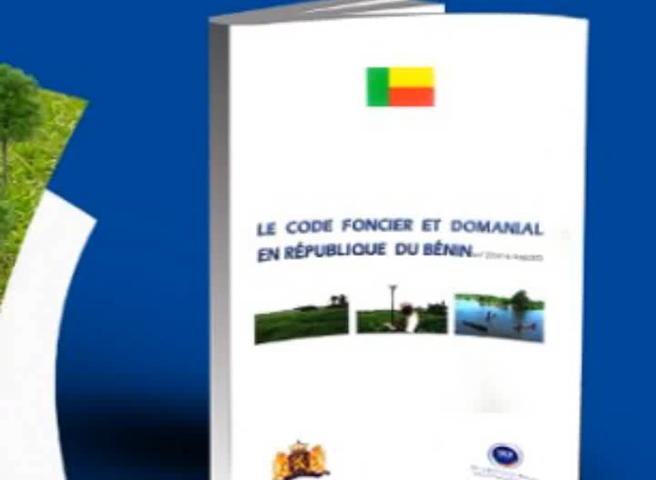 LE CODE FONCIER ET DOMANIAL
EN RÉPUBLIQUE DU BÉNIN